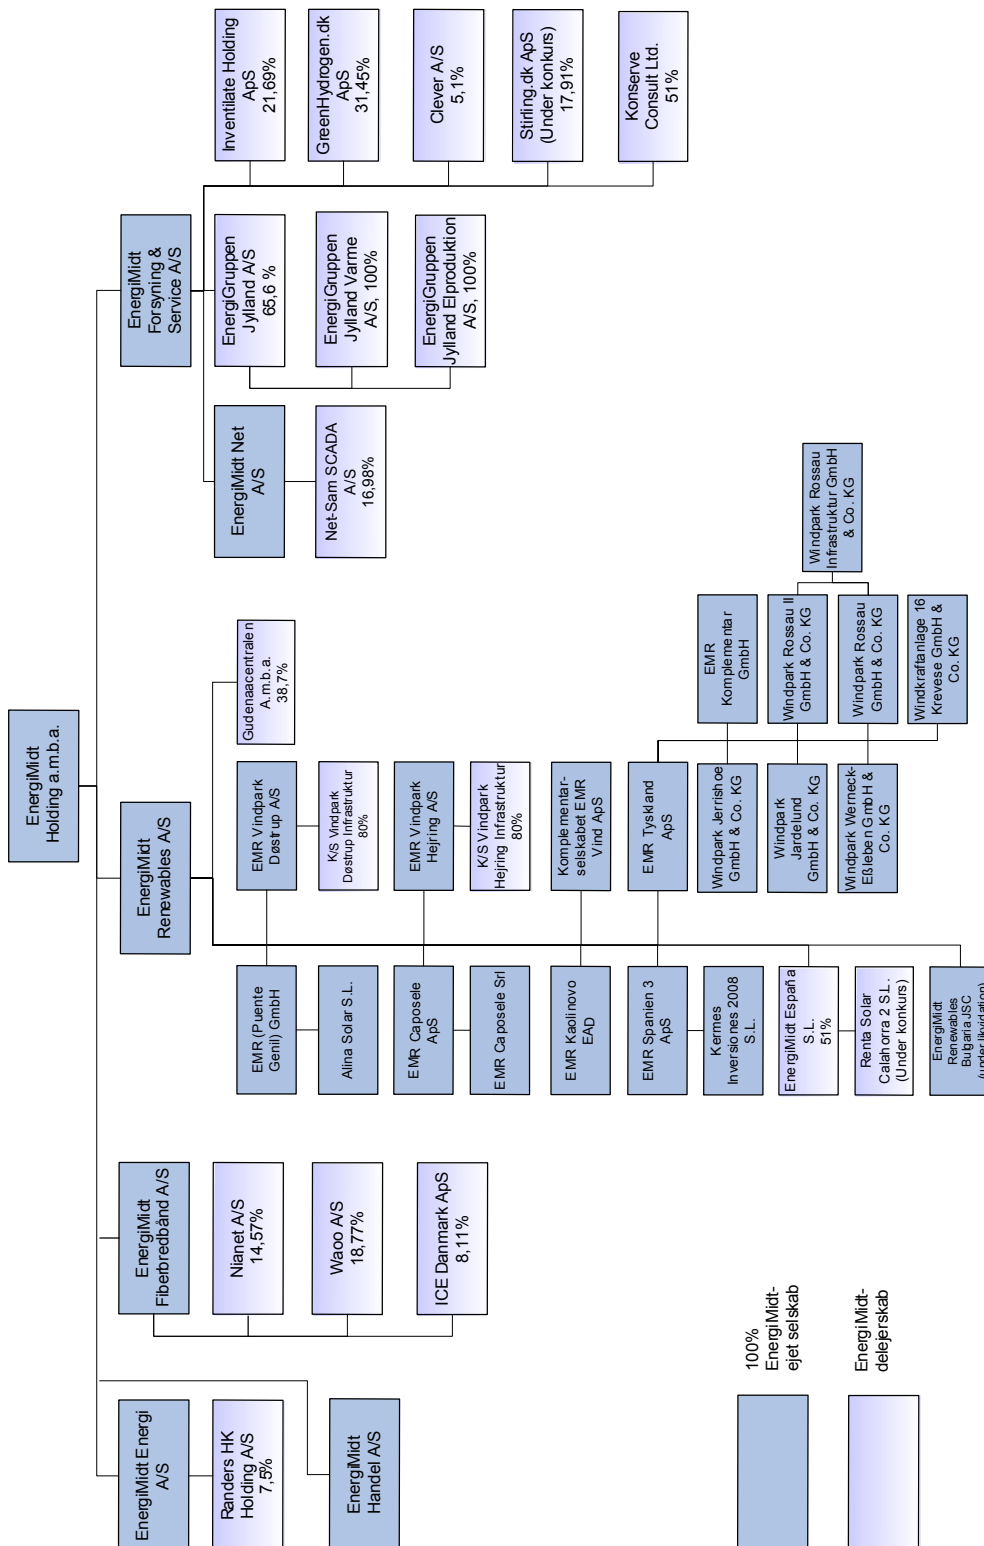 EnergiMidt
Holding a.m.b.a.
EnergiMidt Energi
A/S
Randers HK
Holding A/S
7,5%
EnergiMidt
Handel A/S
EnergiMidt
Fiberbredbånd A/S
Nianet A/S
14,57%
Waoo A/S
18,77%
ICE Danmark ApS
8,11%
EnergiMidt
Renewables A/S
Gudenaacentralen
A.m.b.a.
38,7%
EMR (Puente
Genil) GmbH
Alina Solar S.L.
EMR Caposele
ApS
EMR Caposele Srl
EMR Kaolinovo
EAD
EMR Spanien 3
ApS
Kermes
Inversiones 2008
S.L.
EnergiMidt España
S.L.
51%
Renta Solar
Calahorra 2 S.L.
(Under konkurs)
EnergiMidt
Renewables
Bulgaria JSC
(under likvidation)
EMR Vindpark
Døstrup A/S
K/S Vindpark
Døstrup Infrastruktur
80%
EMR Vindpark
Hejring A/S
K/S Vindpark
Hejring Infrastruktur
80%
Komplementar-
selskabet EMR
Vind ApS
EMR Tyskland
ApS
Windpark Jerrishoe
GmbH & Co. KG
Windpark
Jardelund
GmbH & Co. KG
Windpark Werneck-
Eßleben GmbH &
Co. KG
EMR
Komplementar
GmbH
Windpark Rossau II
GmbH & Co. KG
Windpark Rossau
GmbH & Co. KG
Windkraftanlage 16
Krevese GmbH &
Co. KG
Windpark Rossau
Infrastruktur GmbH
& Co. KG
EnergiMidt
Forsyning &
Service A/S
EnergiMidt Net
A/S
Net-Sam SCADA
A/S
16,98%
EnergiGruppen
Jylland A/S
65,6 %
EnergiGruppen
Jylland Varme
A/S, 100%
EnergiGruppen
Jylland Elproduktion
A/S, 100%
Inventilate Holding
ApS
21,69%
GreenHydrogen.dk
ApS
31,45%
Clever A/S
5,1%
Stirling.dk ApS
(Under konkurs)
17,91%
Konserve
Consult Ltd.
51%
100%
EnergiMidt-
ejet selskab
EnergiMidt-
delejerskab